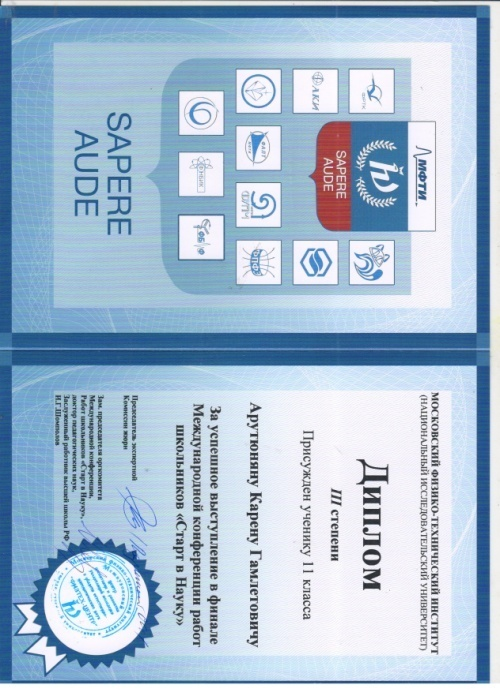 МФТИ
SAPERE
AUDE
ФАКИ
SAPERE
AUDE
МОСКОВСКИЙ ФИЗИКО-ТЕХНИЧЕСКИЙ ИНСТИТУТ
(НАЦИОНАЛЬНЫЙ ИССЛЕДОВАТЕЛЬСКИЙ УНИВЕРСИТЕТ)
Диплом
III степени
Присужден ученику 11 класса
Арутюняну Карену Гамлетовичу
За успешное выступление в финале
Международной конференции работ
школьников «Старт в Науку»
Председатель экспертной
Комиссии жюри
Зам. председателя оргкомитета
Международной конференции,
Работ школьников «Старт в Науку»,
доктор педагогических наук,
Заслуженный работник высшей школы РФ,
Н.Г.Шомполов